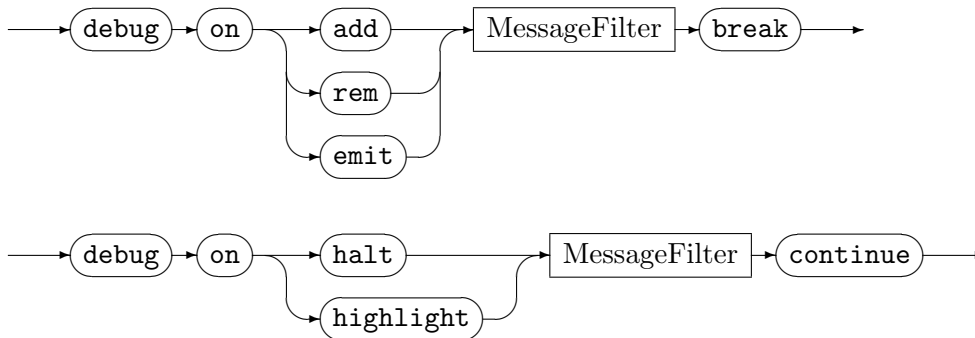 debug on add MessageFilter break
rem
emit
debug on halt MessageFilter continue
highlight